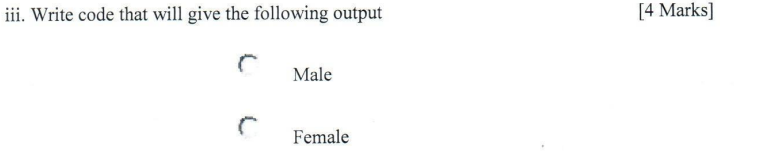 iii. Write code that will give the following output [4 Marks]
Male
Female